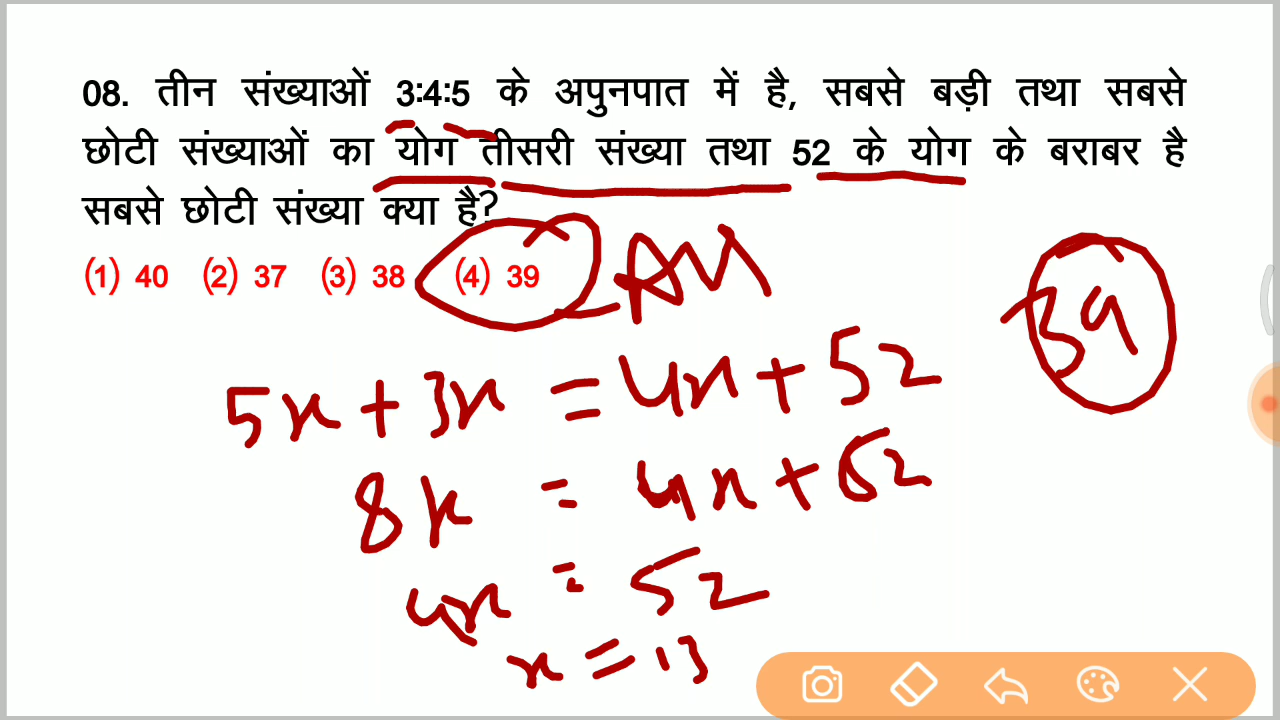 08. तीन संख्याओं 3:4:5 के अपुनपात में है, सबसे बड़ी तथा सबसे
छोटी संख्याओं का योग तीसरी संख्या तथा 52 के योग के बराबर है
सबसे छोटी संख्या क्या है?
(1) 40 (2) 37 (3) 38 (4) 39
39
5x+3x = 4x+52
8x = 4x+52
4x = 52
x = 13